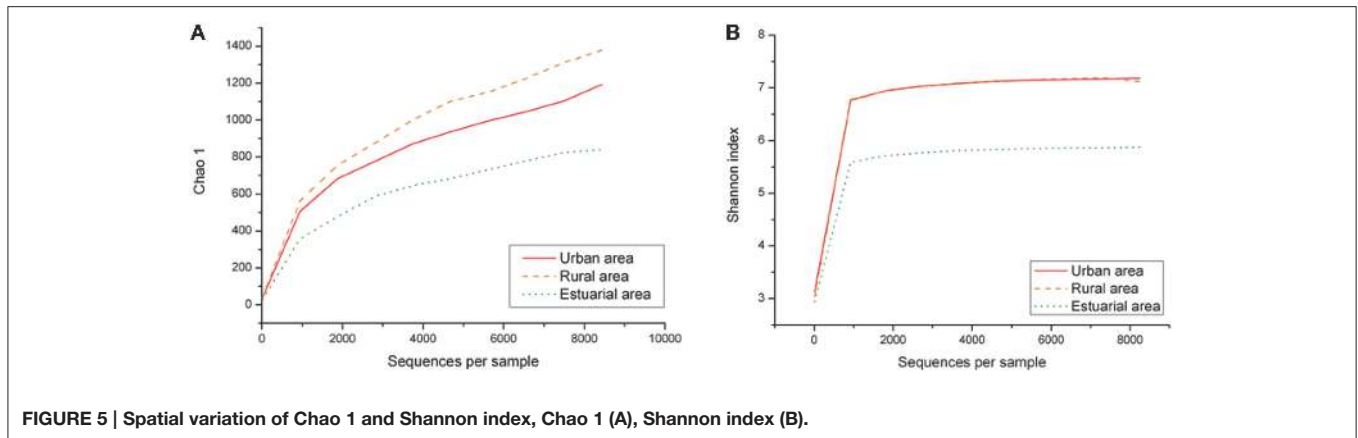 A
1400
1200
1000
800
600
400
200
0
Chao 1
0 2000 4000 6000 8000 10000
Sequences per sample
Urban area
Rural area
Estuarial area
B
8
7
6
5
4
3
Shannon index
0 2000 4000 6000 8000
Sequences per sample
Urban area
Rural area
Estuarial area
FIGURE 5 | Spatial variation of Chao 1 and Shannon index, Chao 1 (A), Shannon index (B).